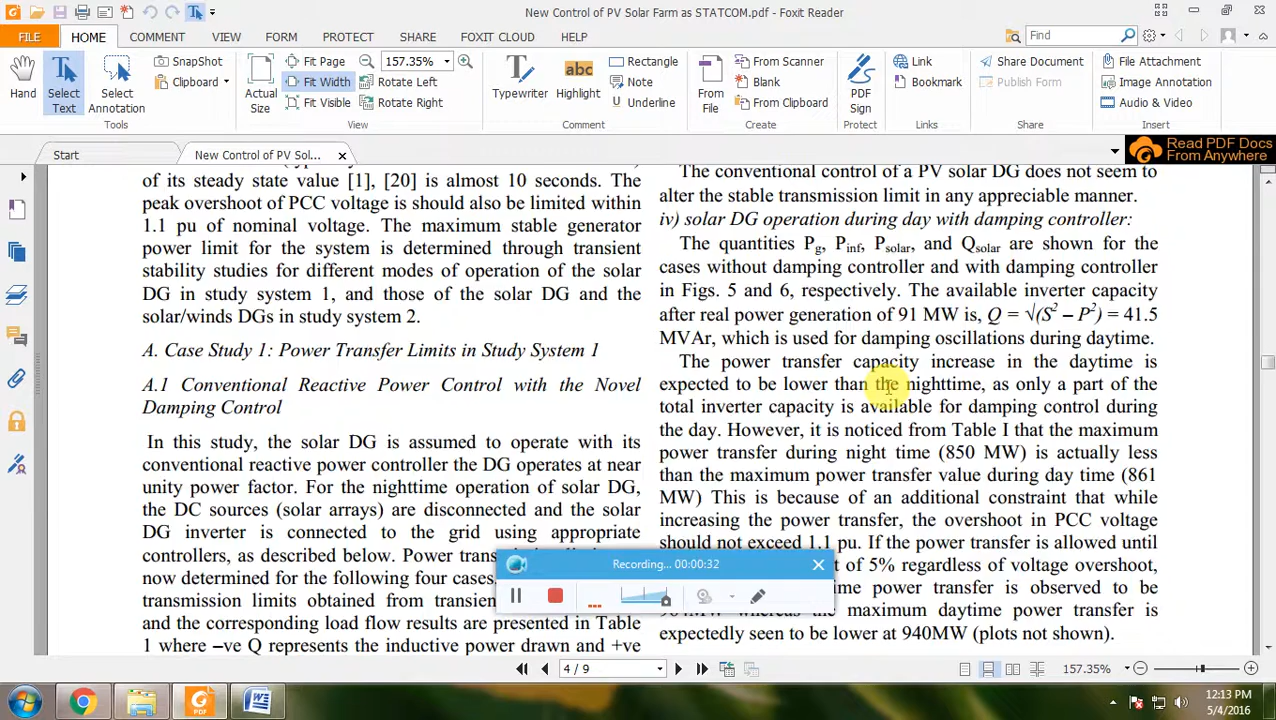 New Control of PV Solar Farm as STATCOM.pdf - Foxit Reader
FILE HOME COMMENT VIEW FORM PROTECT SHARE FOXIT CLOUD HELP Find
Hand
Select Text
Select Annotation
SnapShot
Clipboard
Tools
Actual Size
Fit Page
Fit Width
Fit Visible
157.35%
Rotate Left
Rotate Right
View
Typewriter
Highlight
Rectangle
Note
Underline
Comment
From File
From Scanner
Blank
From Clipboard
Create
PDF Sign
Protect
Link
Bookmark
Links
Share Document
Publish Form
Share
File Attachment
Image Annotation
Audio & Video
Insert
Start
New Control of PV Sol...
Read PDF Docs
From Anywhere
of its steady state value [1], [20] is almost 10 seconds. The
peak overshoot of PCC voltage is should also be limited within
1.1 pu of nominal voltage. The maximum stable generator
power limit for the system is determined through transient
stability studies for different modes of operation of the solar
DG in study system 1, and those of the solar DG and the
solar/winds DGs in study system 2.
A. Case Study 1: Power Transfer Limits in Study System 1
A.1 Conventional Reactive Power Control with the Novel
Damping Control
In this study, the solar DG is assumed to operate with its
conventional reactive power controller the DG operates at near
unity power factor. For the nighttime operation of solar DG,
the DC sources (solar arrays) are disconnected and the solar
DG inverter is connected to the grid using appropriate
controllers, as described below. Power
now determined for the following four cases,
transmission limits obtained from transien
and the corresponding load flow results are presented in Table
1 where –ve Q represents the inductive power drawn and +ve
The conventional control of a PV solar DG does not seem to
alter the stable transmission limit in any appreciable manner.
iv) solar DG operation during day with damping controller:
The quantities Pg, Pinf, Psolar, and Qsolar are shown for the
cases without damping controller and with damping controller
in Figs. 5 and 6, respectively. The available inverter capacity
after real power generation of 91 MW is, Q = √(S² – P²) = 41.5
MVAr, which is used for damping oscillations during daytime.
The power transfer capacity increase in the daytime is
expected to be lower than the nighttime, as only a part of the
total inverter capacity is available for damping control during
the day. However, it is noticed from Table I that the maximum
power transfer during night time (850 MW) is actually less
than the maximum power transfer value during day time (861
MW) This is because of an additional constraint that while
increasing the power transfer, the overshoot in PCC voltage
should not exceed 1.1 pu. If the power transfer is allowed until
t of 5% regardless of voltage overshoot,
me power transfer is observed to be
MW whereas the maximum daytime power transfer is
expectedly seen to be lower at 940MW (plots not shown).
Recording... 00:00:32
4 / 9
157.35%
12:13 PM
5/4/2016